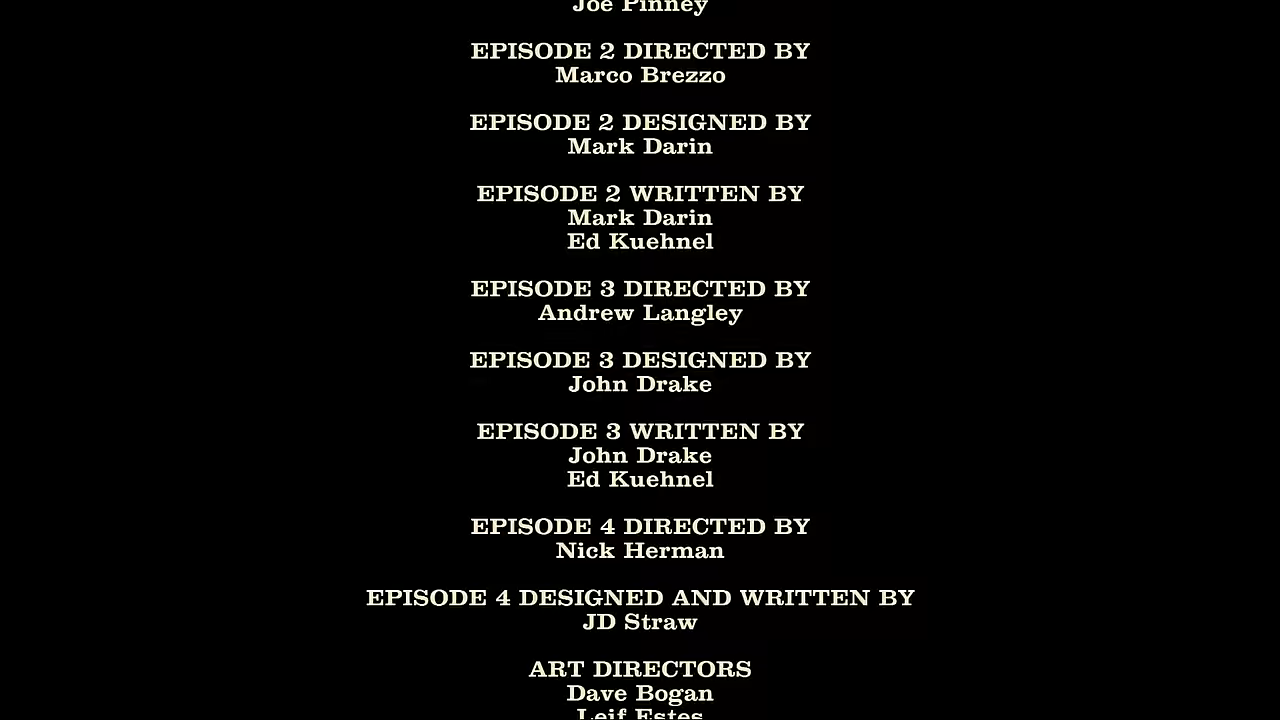 Joe Pinney
EPISODE 2 DIRECTED BY
Marco Brezzo
EPISODE 2 DESIGNED BY
Mark Darin
EPISODE 2 WRITTEN BY
Mark Darin
Ed Kuehnel
EPISODE 3 DIRECTED BY
Andrew Langley
EPISODE 3 DESIGNED BY
John Drake
EPISODE 3 WRITTEN BY
John Drake
Ed Kuehnel
EPISODE 4 DIRECTED BY
Nick Herman
EPISODE 4 DESIGNED AND WRITTEN BY
JD Straw
ART DIRECTORS
Dave Bogan
Leif Estes